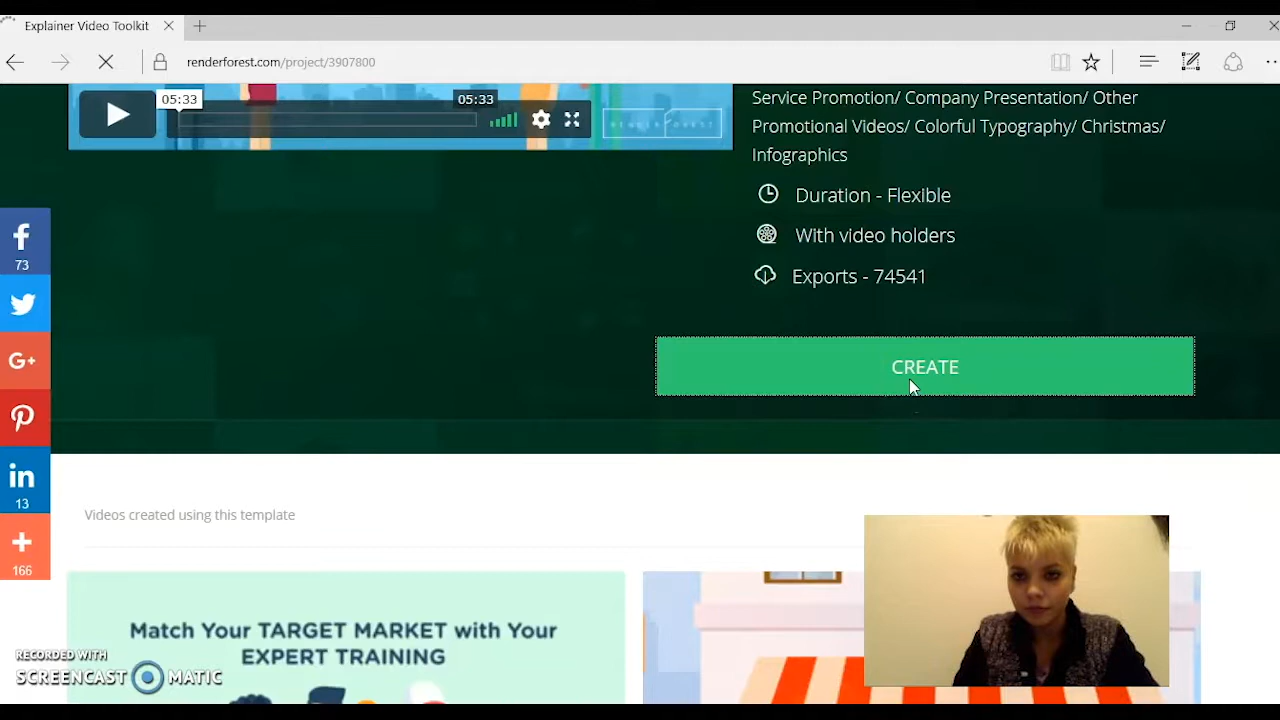 Explainer Video Toolkit
renderforest.com/project/3907800
05:33
05:33
RENDERFOREST
Service Promotion/ Company Presentation/ Other
Promotional Videos/ Colorful Typography/ Christmas/
Infographics
Duration - Flexible
With video holders
Exports - 74541
CREATE
f
73
G+
in
13
+
166
Videos created using this template
Match Your TARGET MARKET with Your
EXPERT TRAINING
RECORDED WITH
SCREENCAST MATIC